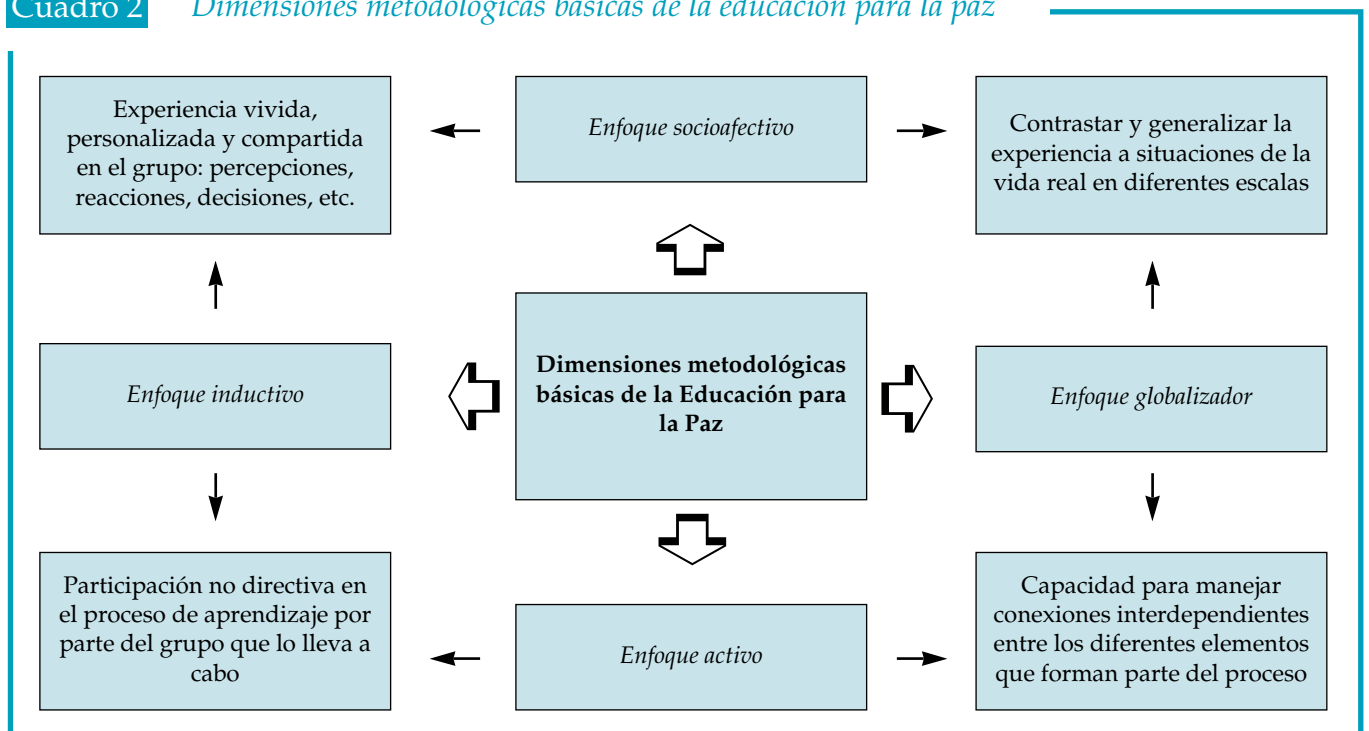 Cuadro 2 Dimensiones metodológicas básicas de la educación para la paz
Experiencia vivida,
personalizada y compartida
en el grupo: percepciones,
reacciones, decisiones, etc.
Enfoque socioafectivo
Contrastar y generalizar la
experiencia a situaciones de la
vida real en diferentes escalas
Enfoque inductivo
Dimensiones metodológicas
básicas de la Educación para
la Paz
Enfoque globalizador
Participación no directiva en
el proceso de aprendizaje por
parte del grupo que lo lleva a
cabo
Enfoque activo
Capacidad para manejar
conexiones interdependientes
entre los diferentes elementos
que forman parte del proceso